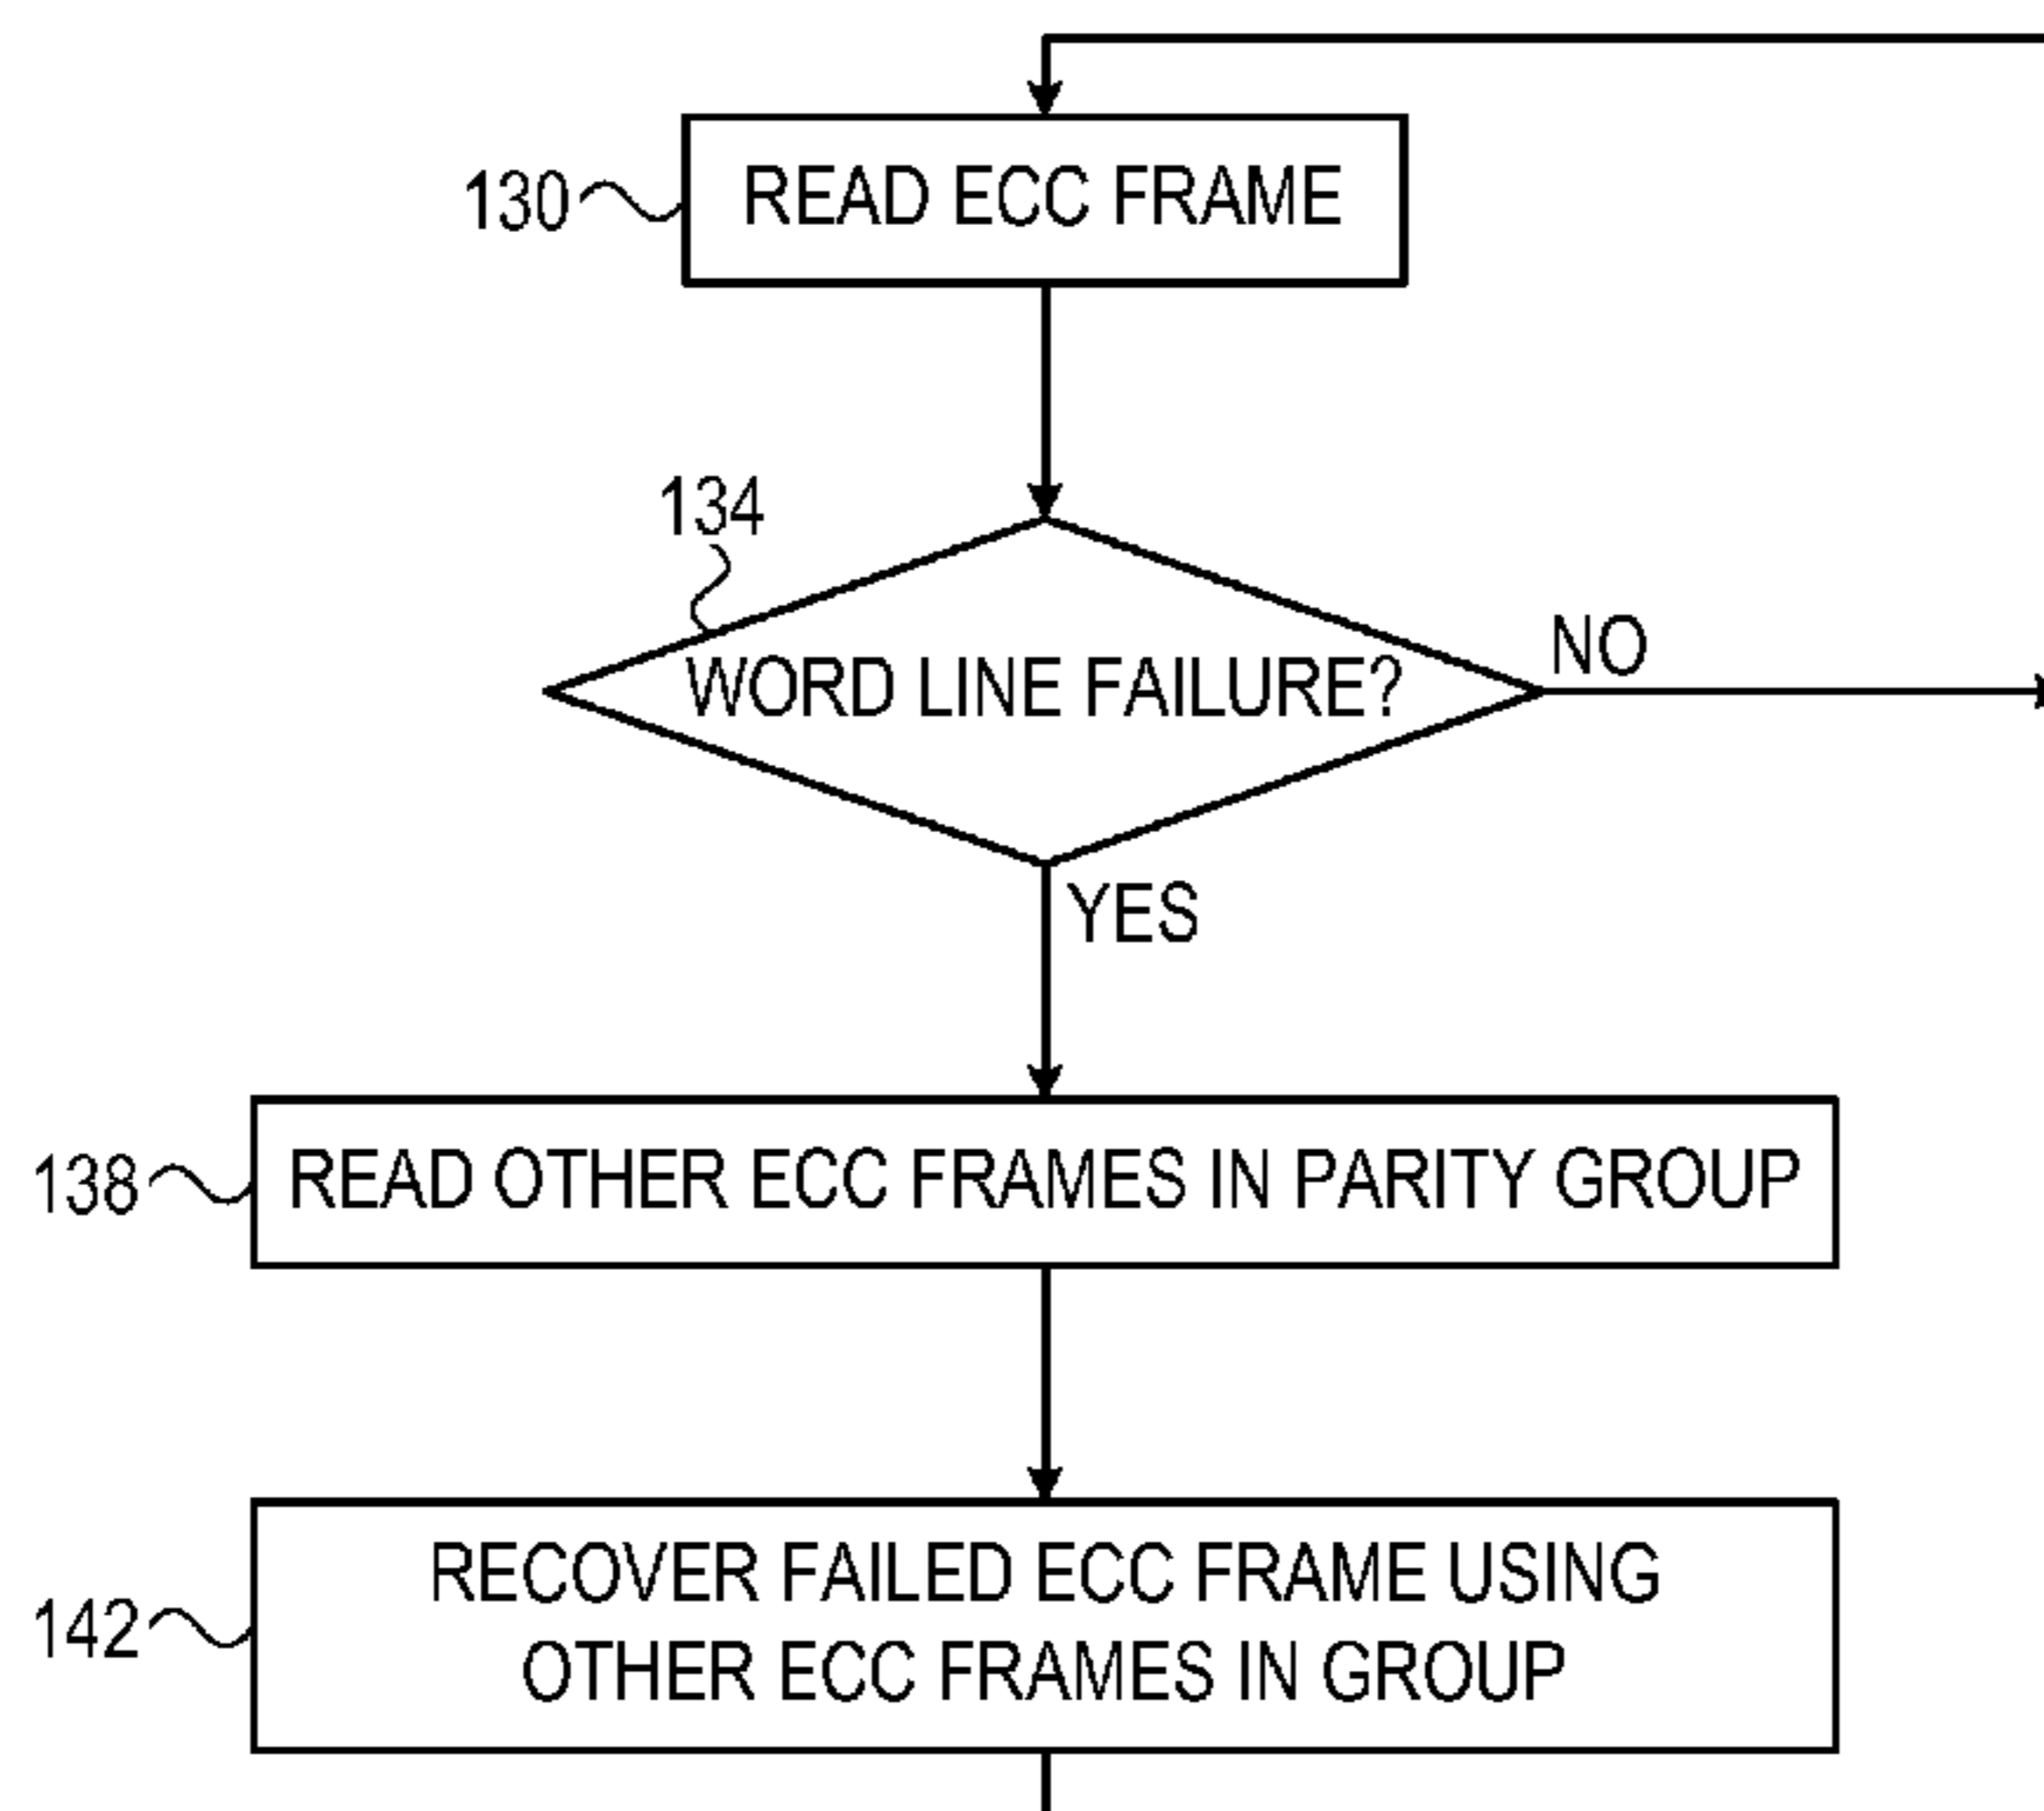 130
READ ECC FRAME
134
WORD LINE FAILURE?
NO
YES
138
READ OTHER ECC FRAMES IN PARITY GROUP
142
RECOVER FAILED ECC FRAME USING
OTHER ECC FRAMES IN GROUP